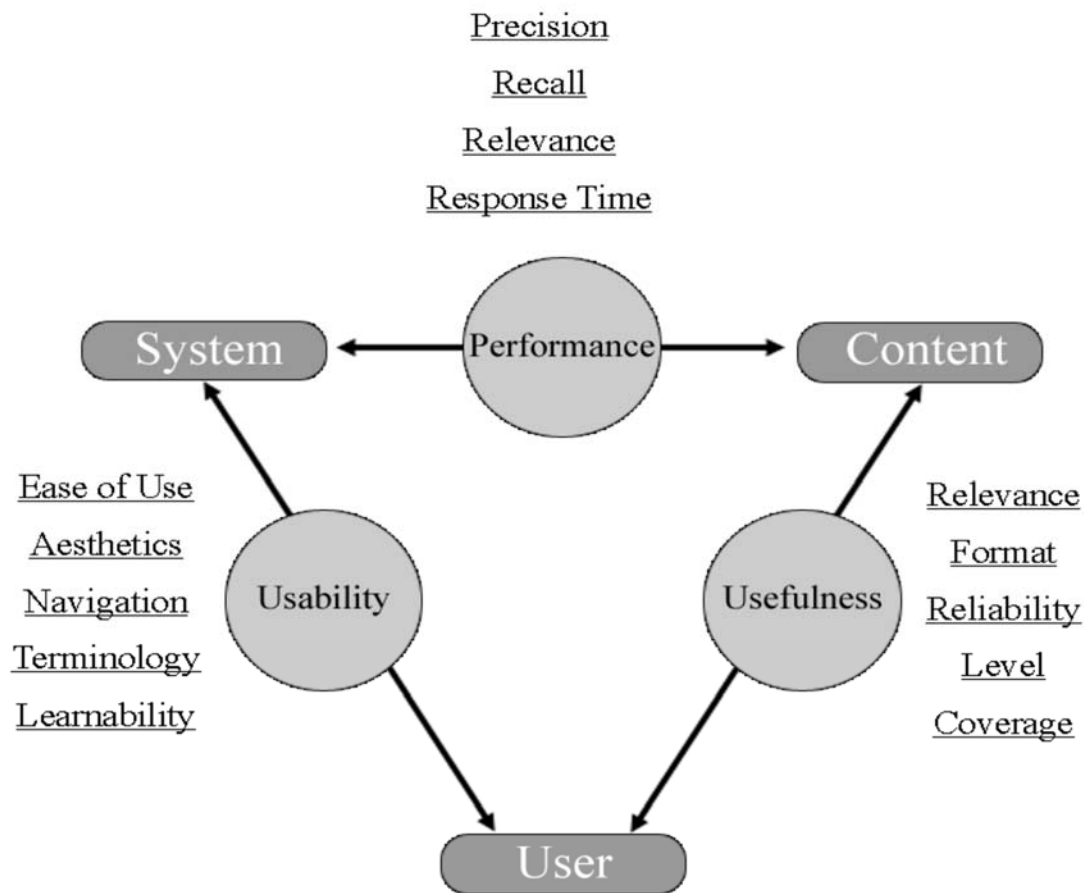 Precision
Recall
Relevance
Response Time
System
Performance
Content
Ease of Use
Aesthetics
Navigation
Terminology
Learnability
Usability
Usefulness
Relevance
Format
Reliability
Level
Coverage
User